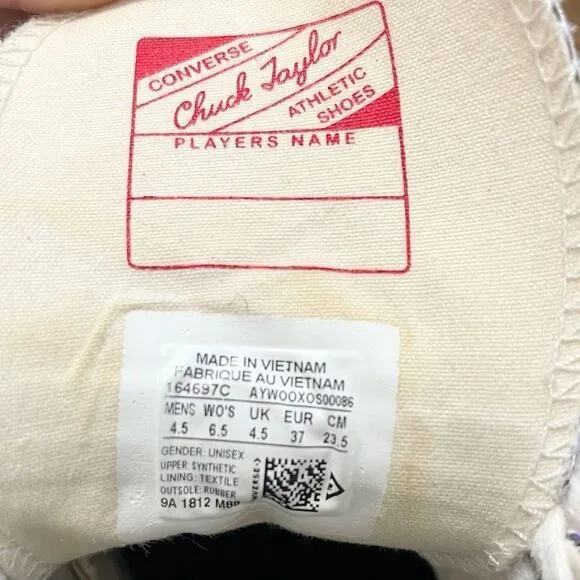 CONVERSE
Chuck Taylor
ATHLETIC
SHOES
PLAYERS NAME
MADE IN VIETNAM
FABRIQUE AU VIETNAM
164697C AYWOOXOS00086
MENS WO'S UK EUR CM
4.5 6.5 4.5 37 23.5
GENDER: UNISEX
UPPER: SYNTHETIC
LINING: TEXTILE
OUTSOLE: RUBBER
9A 1812